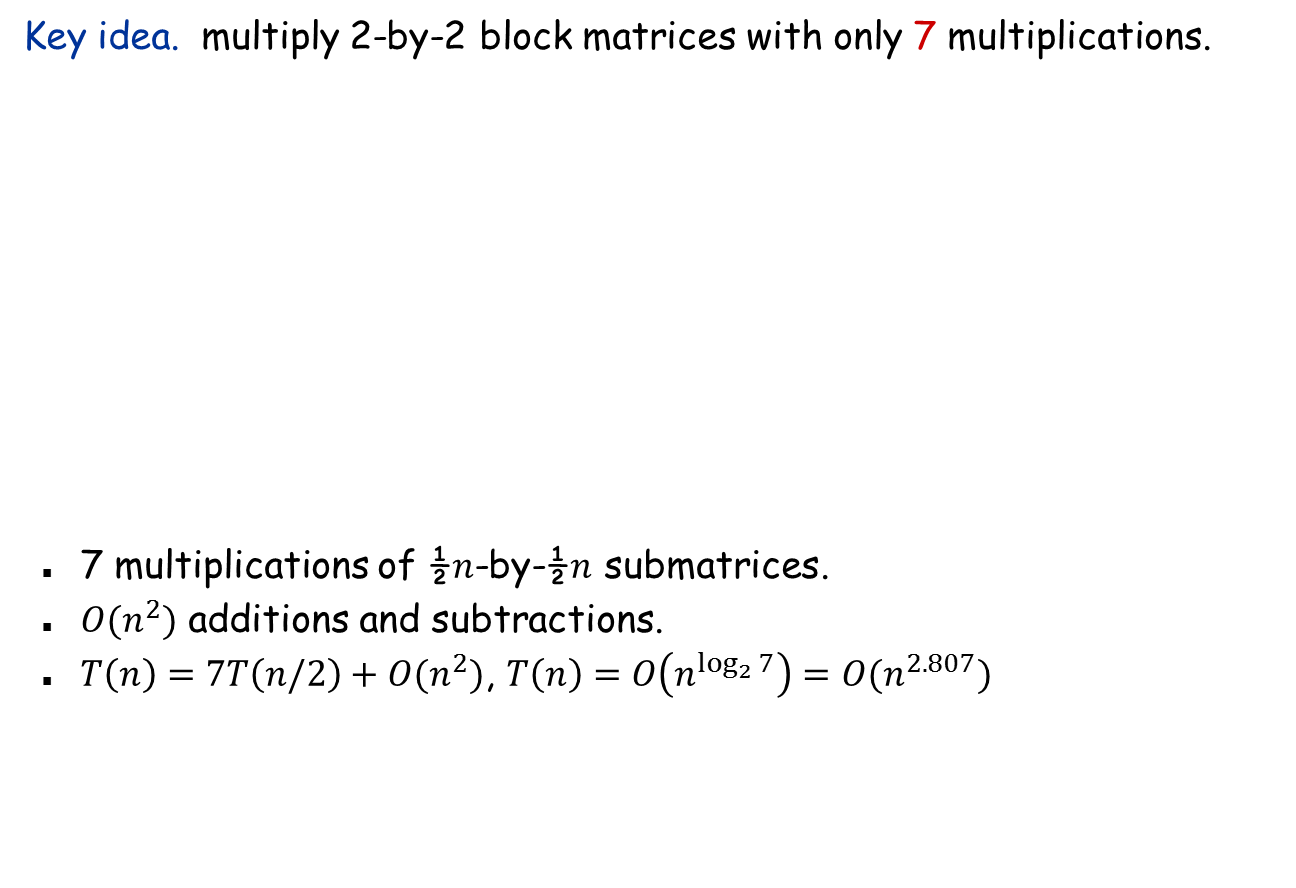 Key idea. multiply 2-by-2 block matrices with only 7 multiplications.
▪ 7 multiplications of ½n-by-½n submatrices.
▪ O(n²) additions and subtractions.
▪ T(n) = 7T(n/2) + O(n²), T(n) = O(n^{log₂ 7}) = O(n^{2.807})